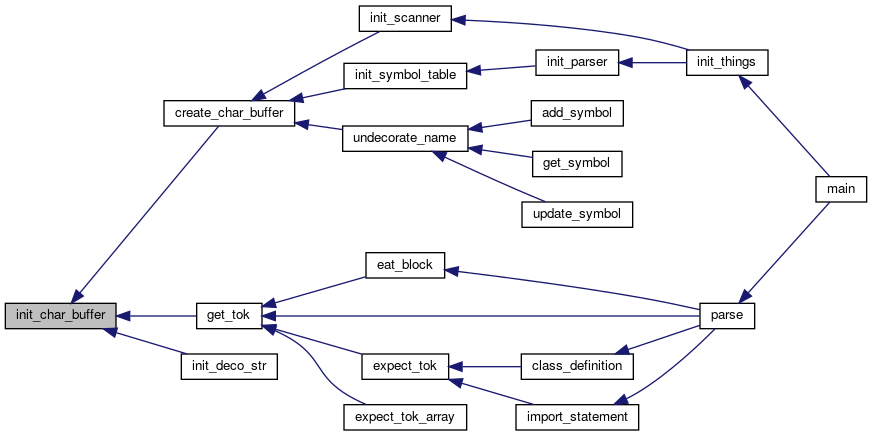 init_scanner
init_things
init_symbol_table
init_parser
create_char_buffer
add_symbol
undecorate_name
get_symbol
main
update_symbol
eat_block
init_char_buffer
get_tok
parse
init_deco_str
expect_tok
class_definition
expect_tok_array
import_statement